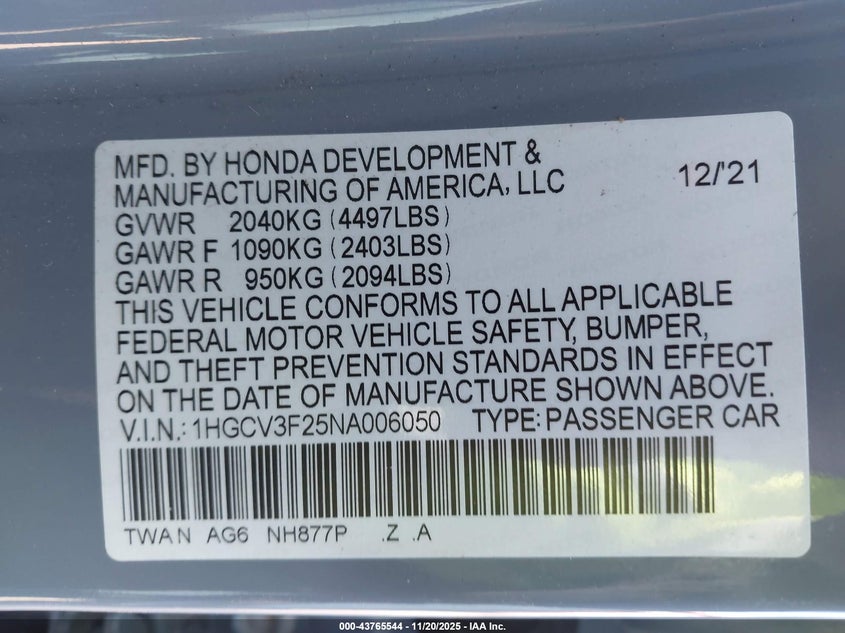 MFD. BY HONDA DEVELOPMENT &
MANUFACTURING OF AMERICA, LLC 12/'21
GVWR 2040KG (4497LBS)
GAWR F 1090KG (2403LBS)
GAWR R 950KG (2094LBS)
THIS VEHICLE CONFORMS TO ALL APPLICABLE
FEDERAL MOTOR VEHICLE SAFETY, BUMPER,
AND THEFT PREVENTION STANDARDS IN EFFECT
ON THE DATE OF MANUFACTURE SHOWN ABOVE.
V.I.N.: 1HGCV3F25NA006050 TYPE: PASSENGER CAR
TWAN AG6 NH877P .Z .A
000-43765544 - 11/20/2025 - IAA Inc.